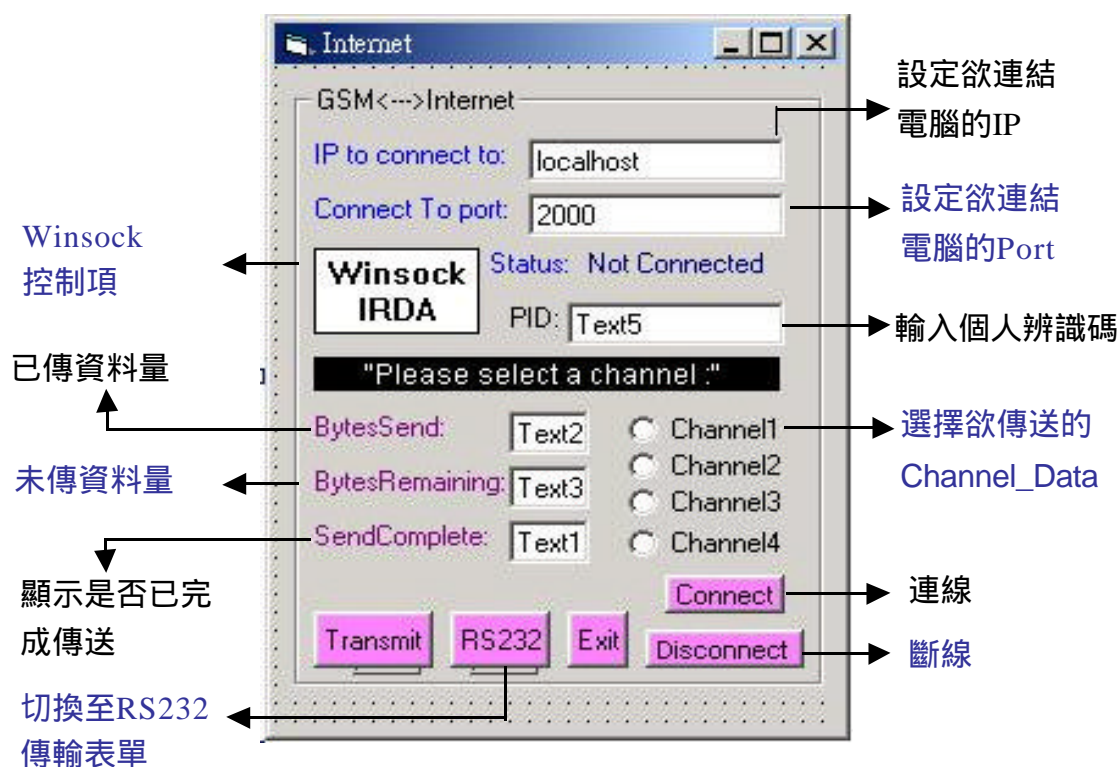 Internet
GSM<--->Internet
設定欲連結
電腦的IP
IP to connect to:
localhost
Connect To port:
2000
設定欲連結
電腦的Port
Winsock
控制項
Winsock
IRDA
Status: Not Connected
PID:
Text5
輸入個人辨識碼
已傳資料量
"Please select a channel :"
BytesSend:
Text2
Channel1
選擇欲傳送的
Channel_Data
未傳資料量
BytesRemaining:
Text3
Channel2
Channel3
SendComplete:
Text1
Channel4
顯示是否已完
成傳送
Connect
連線
Transmit
RS232
Exit
Disconnect
斷線
切換至RS232
傳輸表單